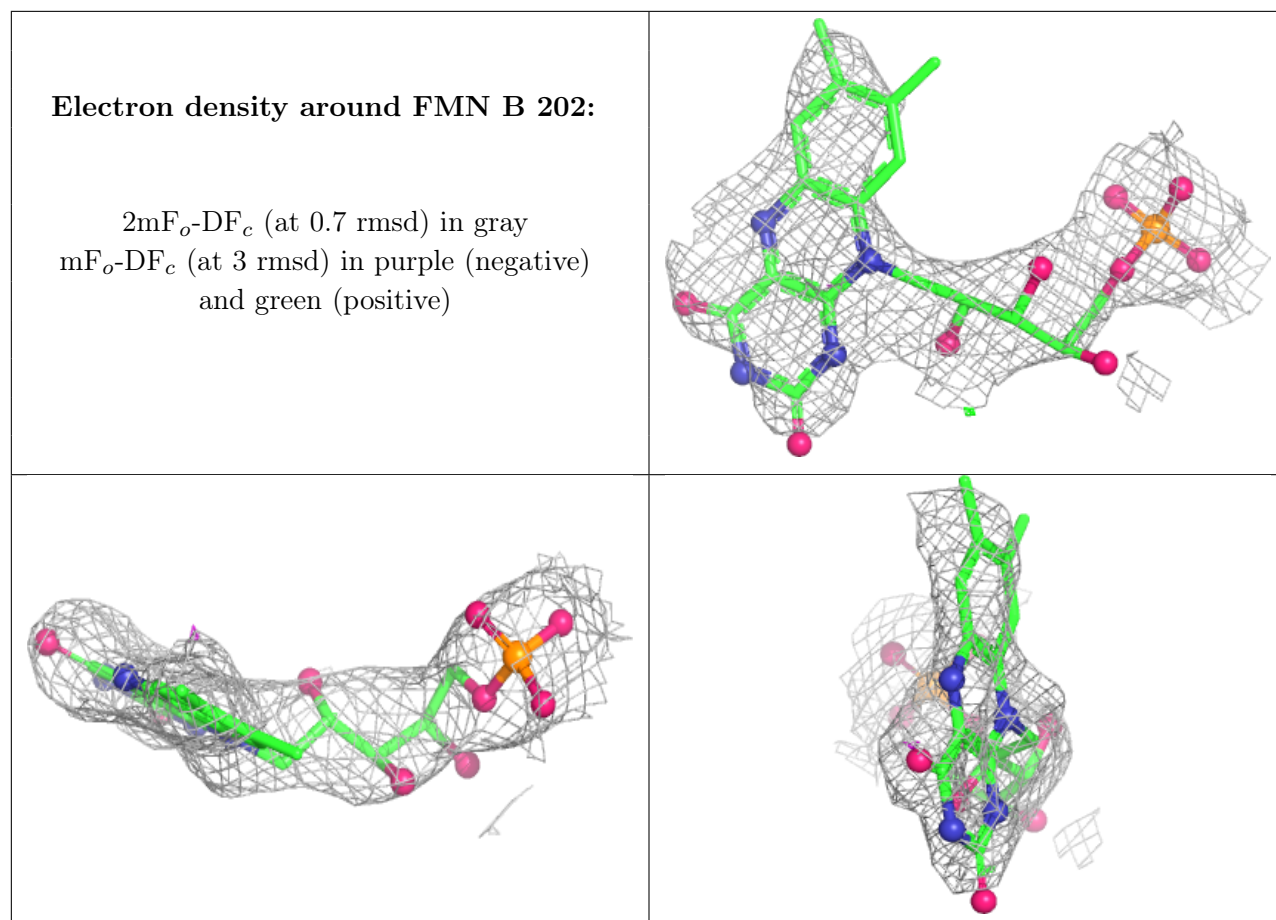 Electron density around FMN B 202:
2mFo-DFc (at 0.7 rmsd) in gray
mFo-DFc (at 3 rmsd) in purple (negative)
and green (positive)